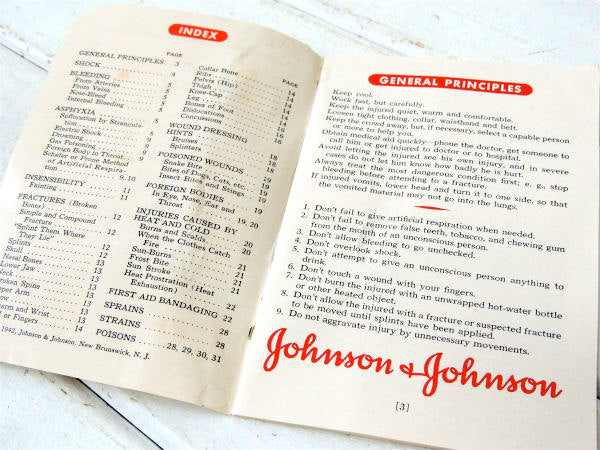 INDEX
PAGE
GENERAL PRINCIPLES 3
SHOCK 4
BLEEDING 5
From Arteries 5
From Veins 5
Nose-Bleed 5
Internal Bleeding 5
ASPHYXIA
Suffocation by Strangula-
tion 9
Electric Shock 9
Drowning 9
Gas Poisoning 9
Foreign Body in Throat 9
Schafer or Prone Method
of Artificial Respira-
tion 9, 10
INSENSIBILITY
Fainting 11
FRACTURES (Broken
Bones)
Simple and Compound
Fracture 12
"Splint Them Where
They Lie" 12
Splints 12
Skull 12
Nasal Bones 13
Lower Jaw 13
Neck 13
Broken Spine 13
Upper Arm 13
arm and Wrist 13
or Fingers 14
1942, Johnson & Johnson, New Brunswick, N. J.
PAGE
Collar Bone 14
Ribs 14
Pelvis (Hip) 14
Thigh 14
Knee-Cap 14
Leg 14
Bones of Foot 14
Dislocations 14
Concussions 16
WOUND DRESSING
HINTS 16
Bruises
Splinters 18
POISONED WOUNDS 18
Snake Bite 18
Bites of Dogs, Cats, etc. 19
Insect Bites and Stings 19
FOREIGN BODIES
In Eye, Nose, Ear and
Throat 19, 20
INJURIES CAUSED BY
HEAT AND COLD
Burns and Scalds 20
When the Clothes Catch
Fire 20
Sun-Burns 21
Frost Bite 21
Sun Stroke 21
Heat Prostration (Heat
Exhaustion) 22
FIRST AID BANDAGING 22
SPRAINS 28
STRAINS 28
POISONS 28, 29, 30, 31
GENERAL PRINCIPLES
Keep cool.
Work fast, but carefully.
Keep the injured quiet, warm and comfortable.
Loosen tight clothing, collar, waistband and belt.
Keep the crowd away, but, if necessary, select a capable person
or more to help you.
Obtain medical aid quickly—phone the doctor, get someone to
call him or get injured to doctor or to hospital.
Avoid letting the injured see his own injury, and in severe
cases do not let him know how badly he is hurt.
Always treat the most dangerous condition first; e. g., stop
bleeding before attending to a fracture.
If injured vomits, lower head and turn it to one side, so that
the vomited material may not go into the lungs.
1. Don't fail to give artificial respiration when needed.
2. Don't fail to remove false teeth, tobacco, and chewing gum
from the mouth of an unconscious person.
3. Don't allow bleeding to go unchecked.
4. Don't overlook shock.
5. Don't attempt to give an unconscious person anything to
drink.
6. Don't touch a wound with your fingers.
7. Don't burn the injured with an unwrapped hot-water bottle
or other heated object.
8. Don't allow the injured with a fracture or suspected fracture
to be moved until splints have been applied.
9. Do not aggravate injury by unnecessary movements.
Johnson & Johnson
[3]